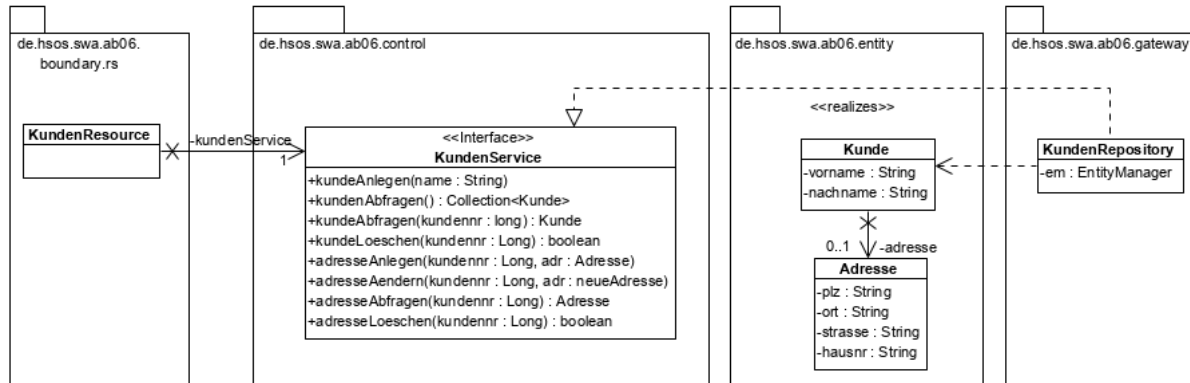 de.hsos.swa.ab06.
boundary.rs
KundenResource
-kundenService
1
de.hsos.swa.ab06.control
<<Interface>>
KundenService
+kundeAnlegen(name : String)
+kundenAbfragen() : Collection<Kunde>
+kundeAbfragen(kundennr : long) : Kunde
+kundeLoeschen(kundennr : Long) : boolean
+adresseAnlegen(kundennr : Long, adr : Adresse)
+adresseAendern(kundennr : Long, adr : neueAdresse)
+adresseAbfragen(kundennr : Long) : Adresse
+adresseLoeschen(kundennr : Long) : boolean
de.hsos.swa.ab06.entity
<<realizes>>
Kunde
-vorname : String
-nachname : String
0..1
-adresse
Adresse
-plz : String
-ort : String
-strasse : String
-hausnr : String
de.hsos.swa.ab06.gateway
KundenRepository
-em : EntityManager